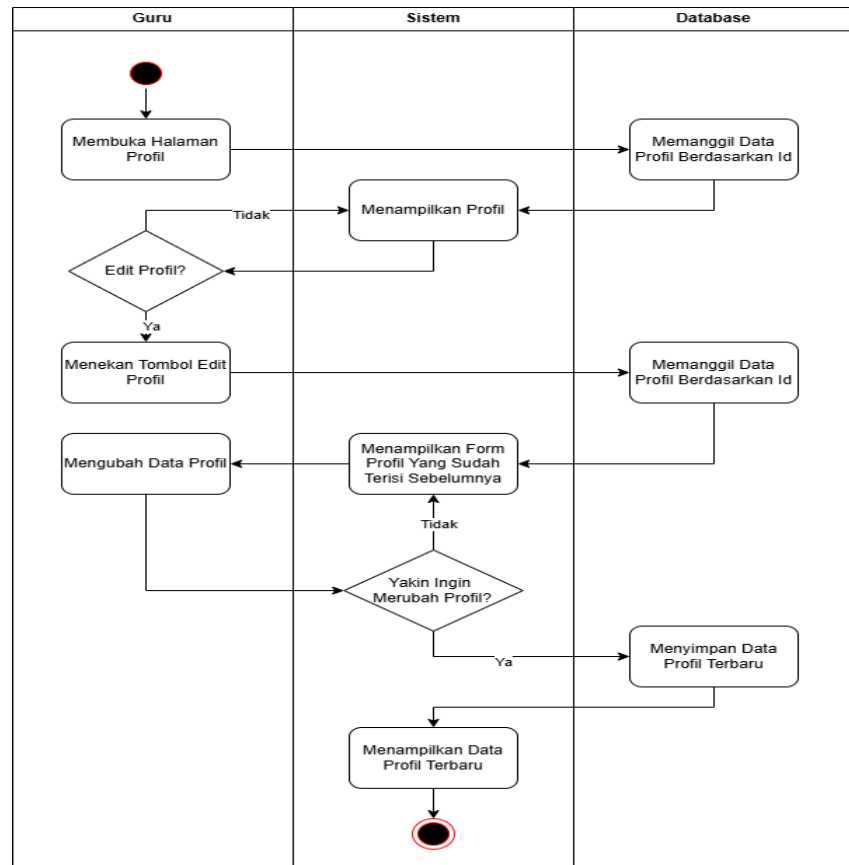 Guru
Sistem
Database
Membuka Halaman
Profil
Memanggil Data
Profil Berdasarkan Id
Tidak
Menampilkan Profil
Edit Profil?
Ya
Menekan Tombol Edit
Profil
Memanggil Data
Profil Berdasarkan Id
Mengubah Data Profil
Menampilkan Form
Profil Yang Sudah
Terisi Sebelumnya
Tidak
Yakin Ingin
Merubah Profil?
Ya
Menyimpan Data
Profil Terbaru
Menampilkan Data
Profil Terbaru